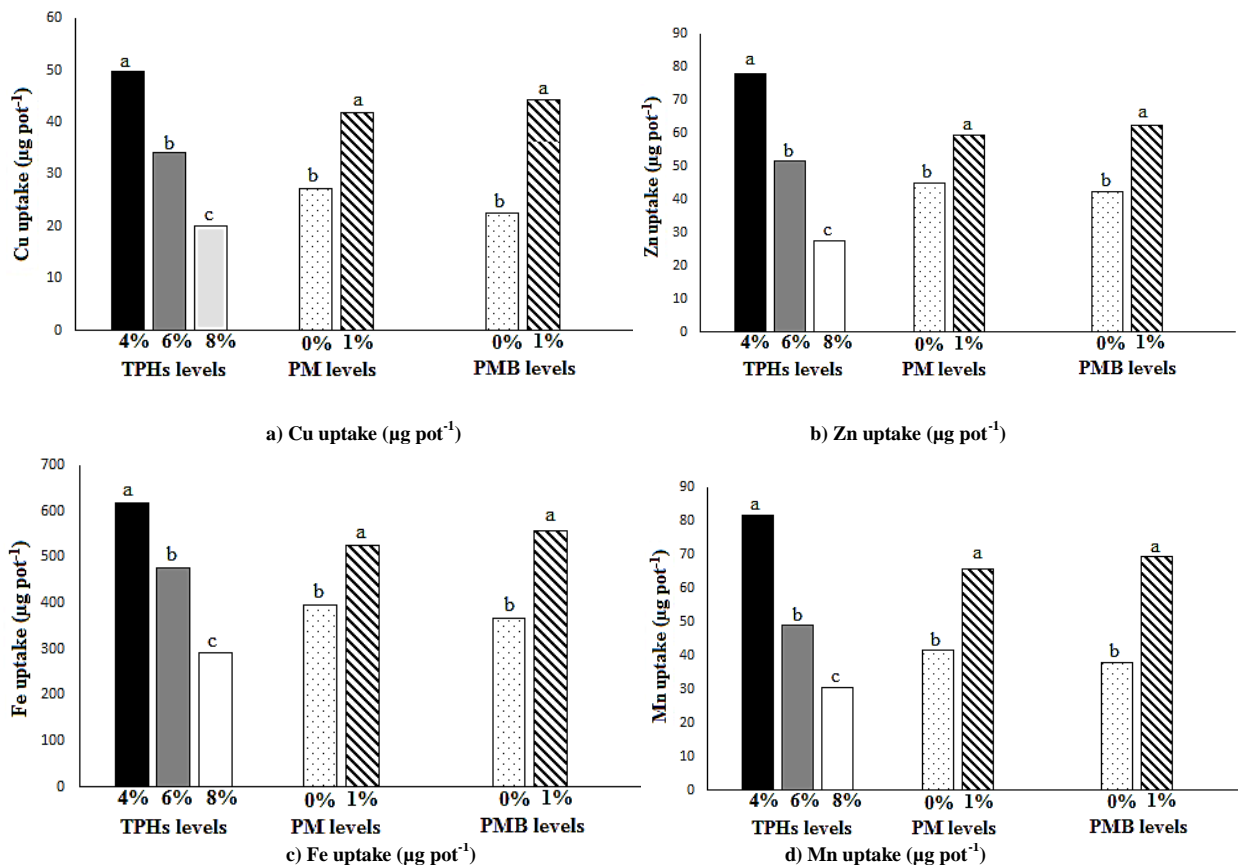 Cu uptake (µg pot-1)
60
50
40
30
20
10
0
a
b
c
b
a
b
a
4% 6% 8% 0% 1% 0% 1%
TPHs levels PM levels PMB levels
a) Cu uptake (µg pot-1)
Zn uptake (µg pot-1)
90
80
70
60
50
40
30
20
10
0
a
b
c
b
a
b
a
4% 6% 8% 0% 1% 0% 1%
TPHs levels PM levels PMB levels
b) Zn uptake (µg pot-1)
Fe uptake (µg pot-1)
700
600
500
400
300
200
100
0
a
b
c
b
a
b
a
4% 6% 8% 0% 1% 0% 1%
TPHs levels PM levels PMB levels
c) Fe uptake (µg pot-1)
Mn uptake (µg pot-1)
90
80
70
60
50
40
30
20
10
0
a
b
c
b
a
b
a
4% 6% 8% 0% 1% 0% 1%
TPHs levels PM levels PMB levels
d) Mn uptake (µg pot-1)